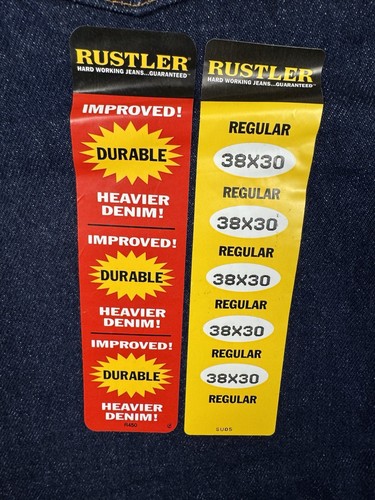 RUSTLER
HARD WORKING JEANS...GUARANTEED
IMPROVED!
DURABLE
HEAVIER
DENIM!
IMPROVED!
DURABLE
HEAVIER
DENIM!
IMPROVED!
DURABLE
HEAVIER
DENIM!
RUSTLER
HARD WORKING JEANS...GUARANTEED
REGULAR
38X30
REGULAR
38X30
REGULAR
38X30
REGULAR
38X30
REGULAR
38X30
REGULAR